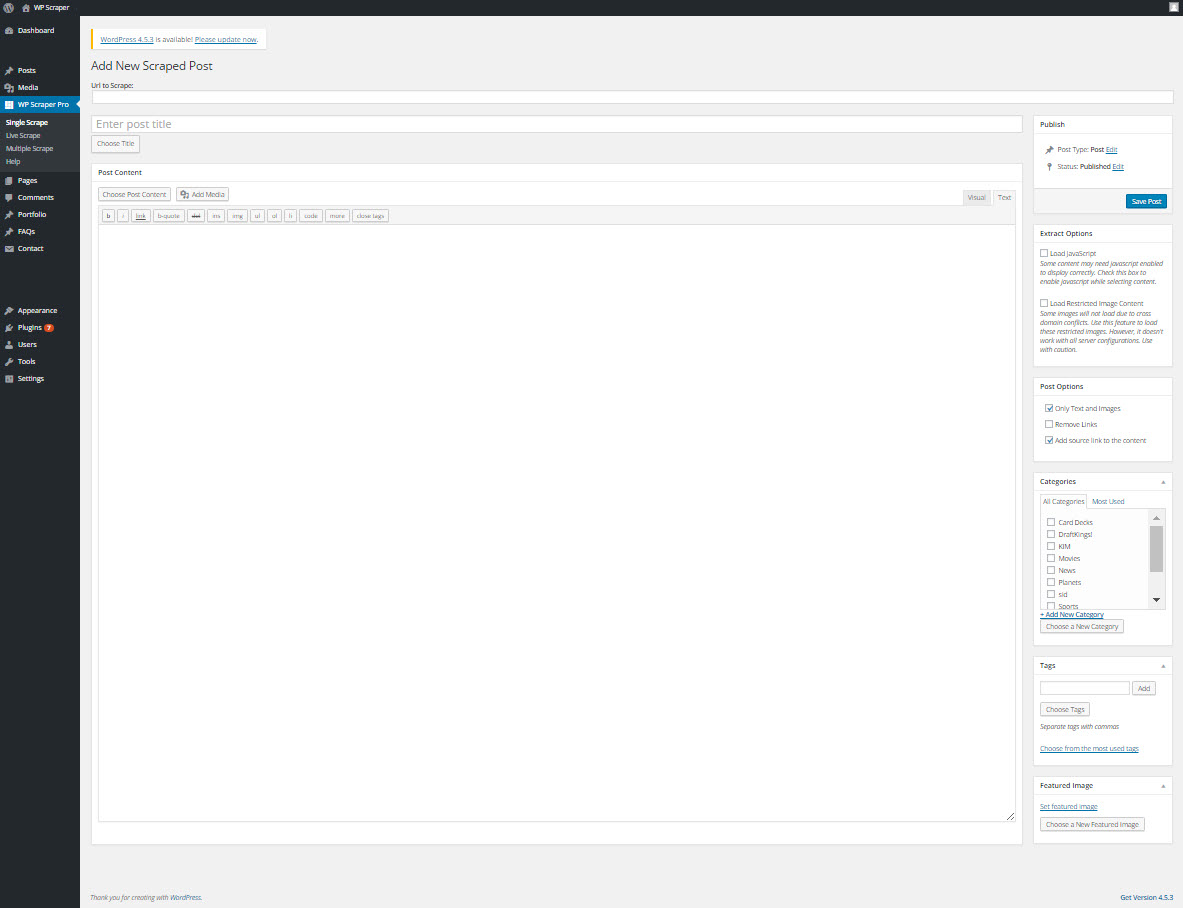 WP Scraper
Dashboard
Posts
Media
WP Scraper Pro
Single Scrape
Live Scrape
Multiple Scrape
Help
Pages
Comments
Portfolio
FAQs
Contact
Appearance
Plugins 7
Users
Tools
Settings
WordPress 4.5.3 is available! Please update now.
Add New Scraped Post
Url to Scrape:
Enter post title
Choose Title
Post Content
Choose Post Content Add Media
Visual Text
b i link b-quote del ins img ul ol li code more close tags
Publish
Post Type: Post Edit
Status: Published Edit
Save Post
Extract Options
Load JavaScript
Some content may need javascript enabled
to display correctly. Check this box to
enable javascript while selecting content.
Load Restricted Image Content
Some images will not load due to cross
domain conflicts. Use this feature to load
these restricted images. However, it doesn't
work with all server configurations. Use
with caution.
Post Options
Only Text and Images
Remove Links
Add source link to the content
Categories
All Categories Most Used
Card Decks
DraftKings!
KIM
Movies
News
Planets
sid
Sports
+ Add New Category
Choose a New Category
Tags
Add
Choose Tags
Separate tags with commas
Choose from the most used tags
Featured Image
Set featured image
Choose a New Featured Image
Thank you for creating with WordPress.
Get Version 4.5.3